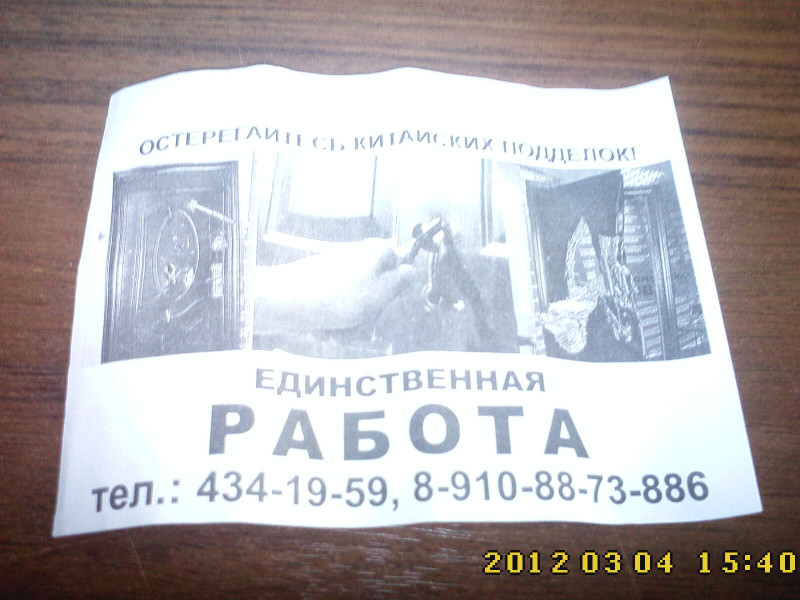 ОСТЕРЕГАЙТЕСЬ КИТАЙСКИХ ПОДДЕЛОК!
ЕДИНСТВЕННАЯ
РАБОТА
тел.: 434-19-59, 8-910-88-73-886
2012 03 04 15:40